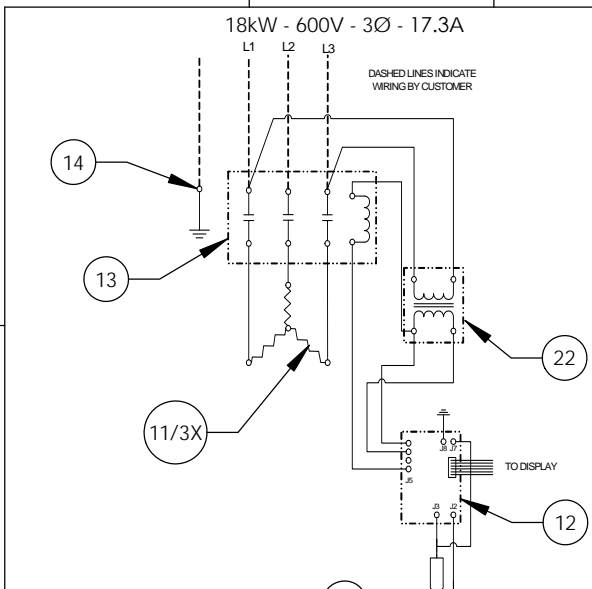 18kW - 600V - 3Ø - 17.3A
L1 L2 L3
DASHED LINES INDICATE
WIRING BY CUSTOMER
14
13
22
11/3X
J8 J7
TO DISPLAY
J5
12
J3 J2